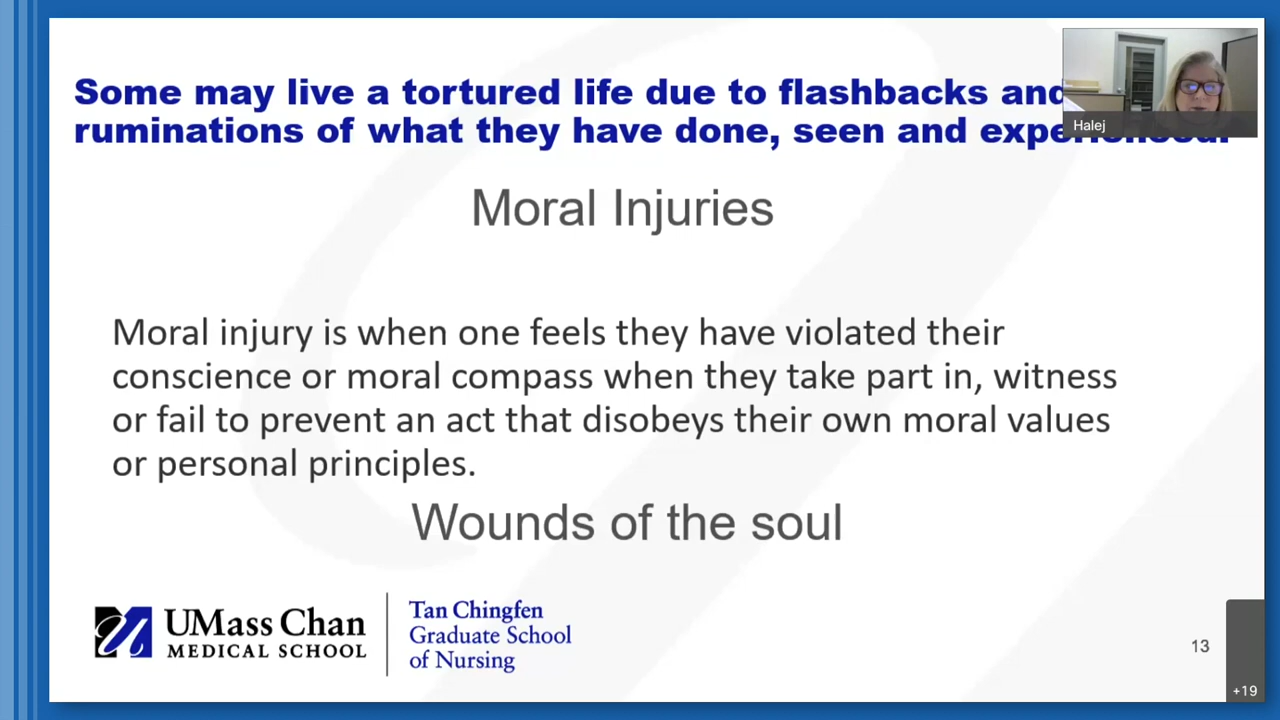 Some may live a tortured life due to flashbacks and
ruminations of what they have done, seen and
Halej
Moral Injuries
Moral injury is when one feels they have violated their
conscience or moral compass when they take part in, witness
or fail to prevent an act that disobeys their own moral values
or personal principles.
Wounds of the soul
UMass Chan
MEDICAL SCHOOL
Tan Chingfen
Graduate School
of Nursing
13
+19